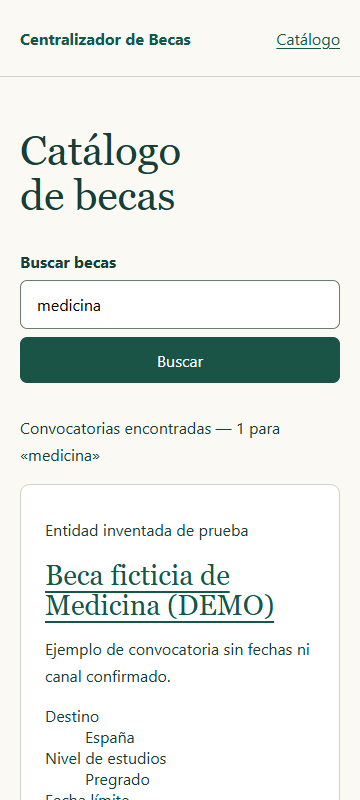 Centralizador de Becas
Catálogo
Catálogo
de becas
Buscar becas
medicina
Buscar
Convocatorias encontradas — 1 para
«medicina»
Entidad inventada de prueba
Beca ficticia de
Medicina (DEMO)
Ejemplo de convocatoria sin fechas ni
canal confirmado.
Destino
España
Nivel de estudios
Pregrado
Fecha límite